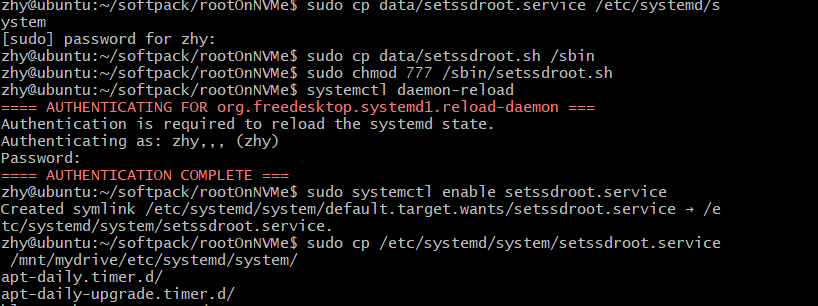 zhy@ubuntu:~/softpack/rootOnNVMe$ sudo cp data/setssdroot.service /etc/systemd/s
ystem
[sudo] password for zhy:
zhy@ubuntu:~/softpack/rootOnNVMe$ sudo cp data/setssdroot.sh /sbin
zhy@ubuntu:~/softpack/rootOnNVMe$ sudo chmod 777 /sbin/setssdroot.sh
zhy@ubuntu:~/softpack/rootOnNVMe$ systemctl daemon-reload
==== AUTHENTICATING FOR org.freedesktop.systemd1.reload-daemon ===
Authentication is required to reload the systemd state.
Authenticating as: zhy,,, (zhy)
Password:
==== AUTHENTICATION COMPLETE ===
zhy@ubuntu:~/softpack/rootOnNVMe$ sudo systemctl enable setssdroot.service
Created symlink /etc/systemd/system/default.target.wants/setssdroot.service → /e
tc/systemd/system/setssdroot.service.
zhy@ubuntu:~/softpack/rootOnNVMe$ sudo cp /etc/systemd/system/setssdroot.service
 /mnt/mydrive/etc/systemd/system/
apt-daily.timer.d/
apt-daily-upgrade.timer.d/